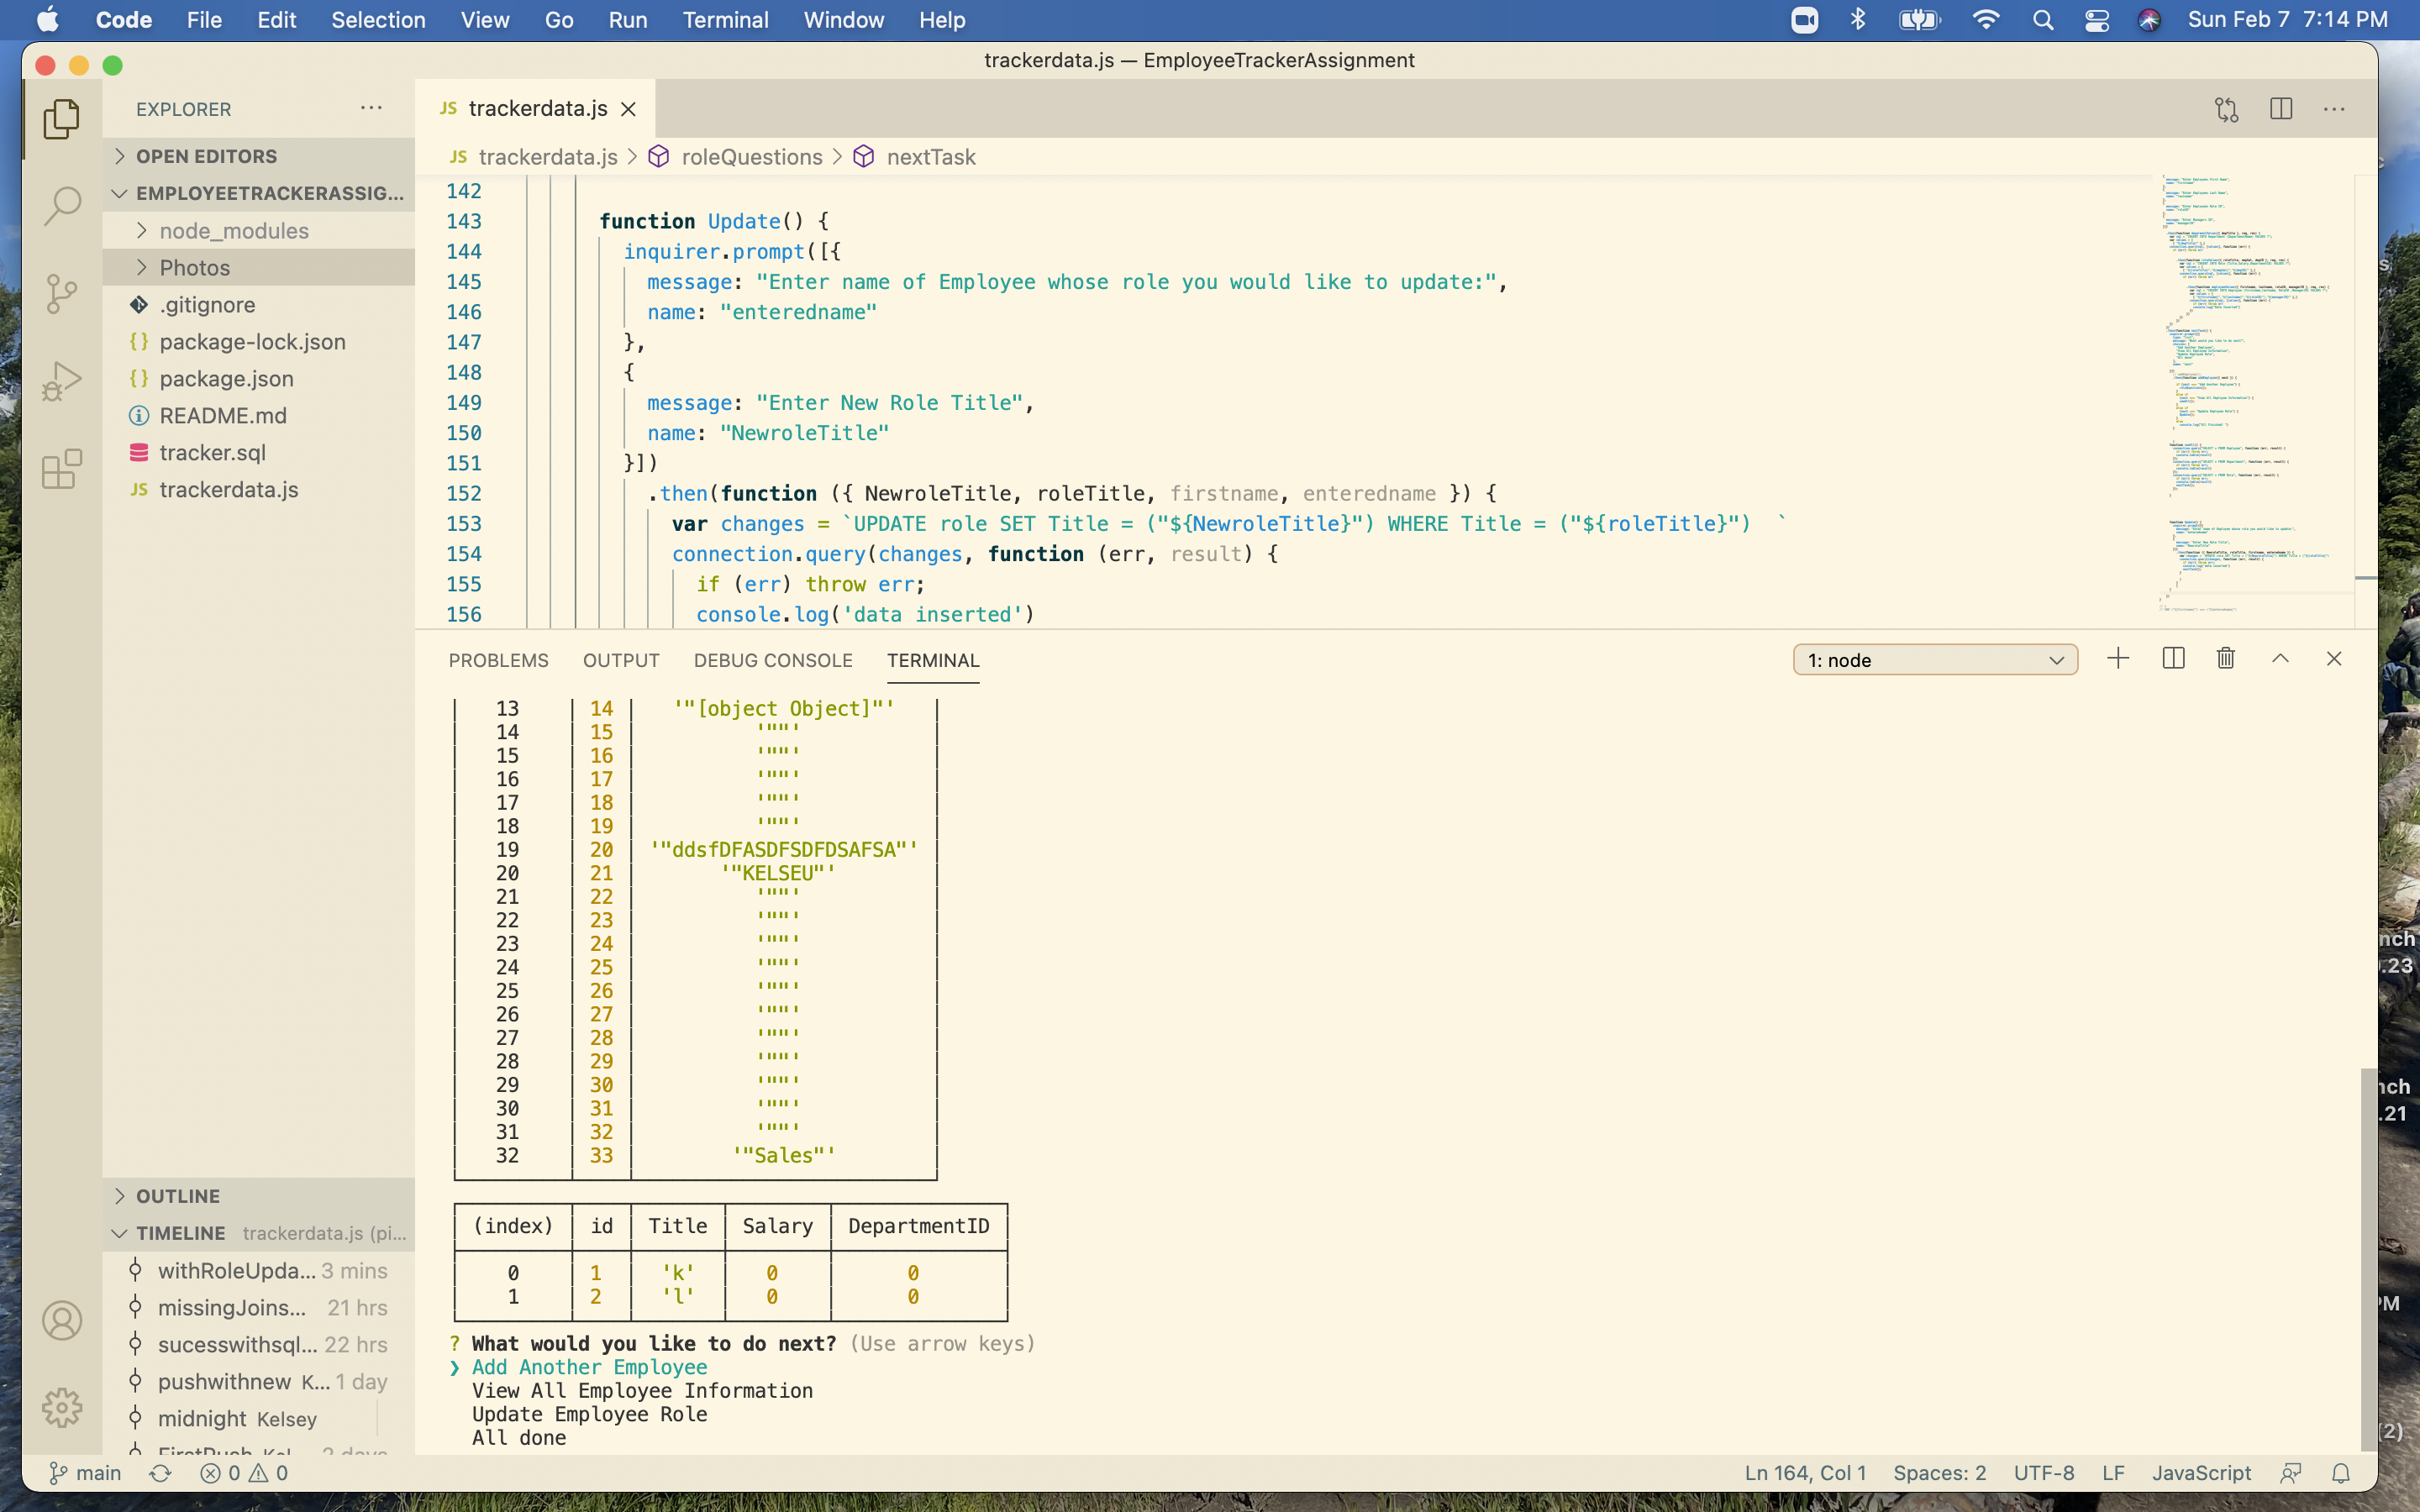 Code File Edit Selection View Go Run Terminal Window Help Sun Feb 7 7:14 PM
trackerdata.js — EmployeeTrackerAssignment
EXPLORER ···
OPEN EDITORS
EMPLOYEETRACKERASSIG...
node_modules
Photos
.gitignore
{} package-lock.json
{} package.json
README.md
tracker.sql
JS trackerdata.js
OUTLINE
TIMELINE trackerdata.js (pi...
withRoleUpda... 3 mins
missingJoins... 21 hrs
sucesswithsql... 22 hrs
pushwithnew K... 1 day
midnight Kelsey
FirstPush Kel... 2 days
JS trackerdata.js
JS trackerdata.js > roleQuestions > nextTask
142
143 function Update() {
144 inquirer.prompt([{
145 message: "Enter name of Employee whose role you would like to update:",
146 name: "enteredname"
147 },
148 {
149 message: "Enter New Role Title",
150 name: "NewroleTitle"
151 }])
152 .then(function ({ NewroleTitle, roleTitle, firstname, enteredname }) {
153 var changes = `UPDATE role SET Title = ("${NewroleTitle}") WHERE Title = ("${roleTitle}") `
154 connection.query(changes, function (err, result) {
155 if (err) throw err;
156 console.log('data inserted')
PROBLEMS OUTPUT DEBUG CONSOLE TERMINAL 1: node
13 14 '"[object Object]"'
14 15 '""'
15 16 '""'
16 17 '""'
17 18 '""'
18 19 '""'
19 20 '"ddsfDFASDFSDFDSAFSA"'
20 21 '"KELSEU"'
21 22 '""'
22 23 '""'
23 24 '""'
24 25 '""'
25 26 '""'
26 27 '""'
27 28 '""'
28 29 '""'
29 30 '""'
30 31 '""'
31 32 '""'
32 33 '"Sales"'
(index) id Title Salary DepartmentID
0 1 'k' 0 0
1 2 'l' 0 0
? What would you like to do next? (Use arrow keys)
❯ Add Another Employee
View All Employee Information
Update Employee Role
All done
main 0 0 Ln 164, Col 1 Spaces: 2 UTF-8 LF JavaScript
nch
.23
nch
.21
PM
(2)